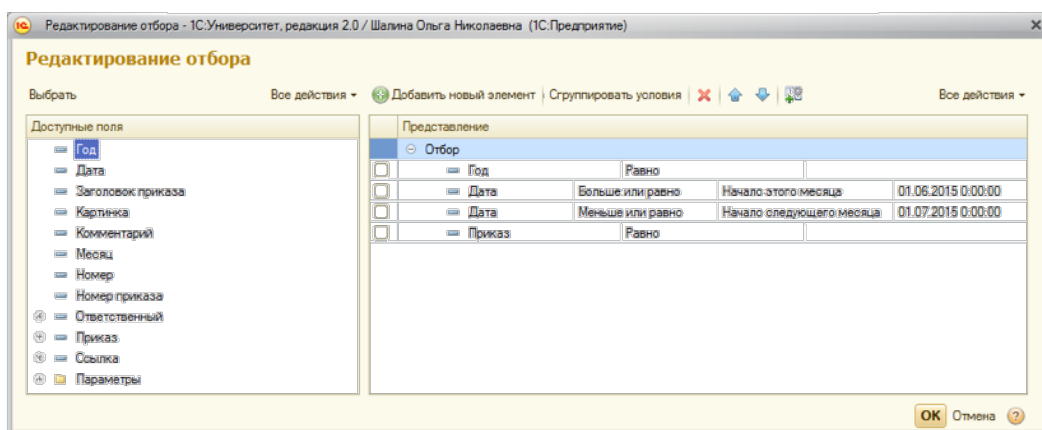 Редактирование отбора - 1С:Университет, редакция 2.0 / Шалина Ольга Николаевна (1С:Предприятие)
Редактирование отбора
Выбрать Все действия Добавить новый элемент Сгруппировать условия Все действия
Доступные поля Представление
Год Отбор
Дата Год Равно
Заголовок приказа Дата Больше или равно Начало этого месяца 01.06.2015 0:00:00
Картинка Дата Меньше или равно Начало следующего месяца 01.07.2015 0:00:00
Комментарий Приказ Равно
Месяц
Номер
Номер приказа
Ответственный
Приказ
Ссылка
Параметры
ОК Отмена ?